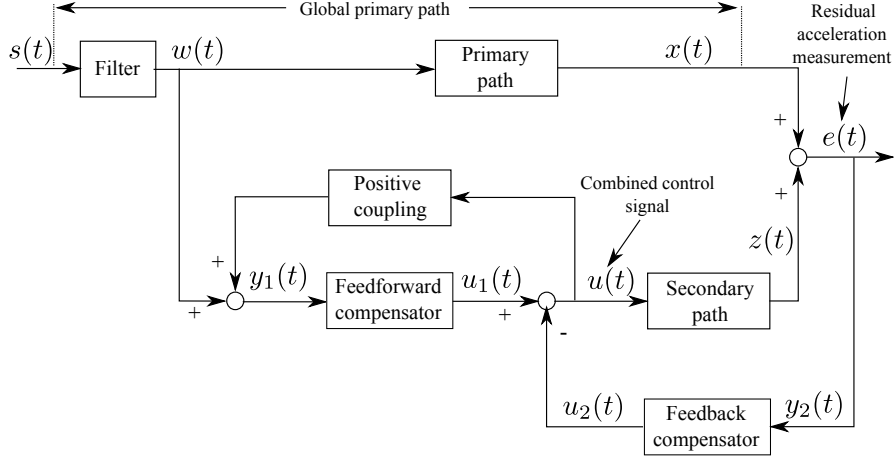 Global primary path
Residual
acceleration
measurement
s(t)
Filter
w(t)
Primary
path
x(t)
+
e(t)
+
Positive
coupling
Combined control
signal
z(t)
+
y₁(t)
Feedforward
compensator
u₁(t)
u(t)
Secondary
path
+
+
-
u₂(t)
Feedback
compensator
y₂(t)